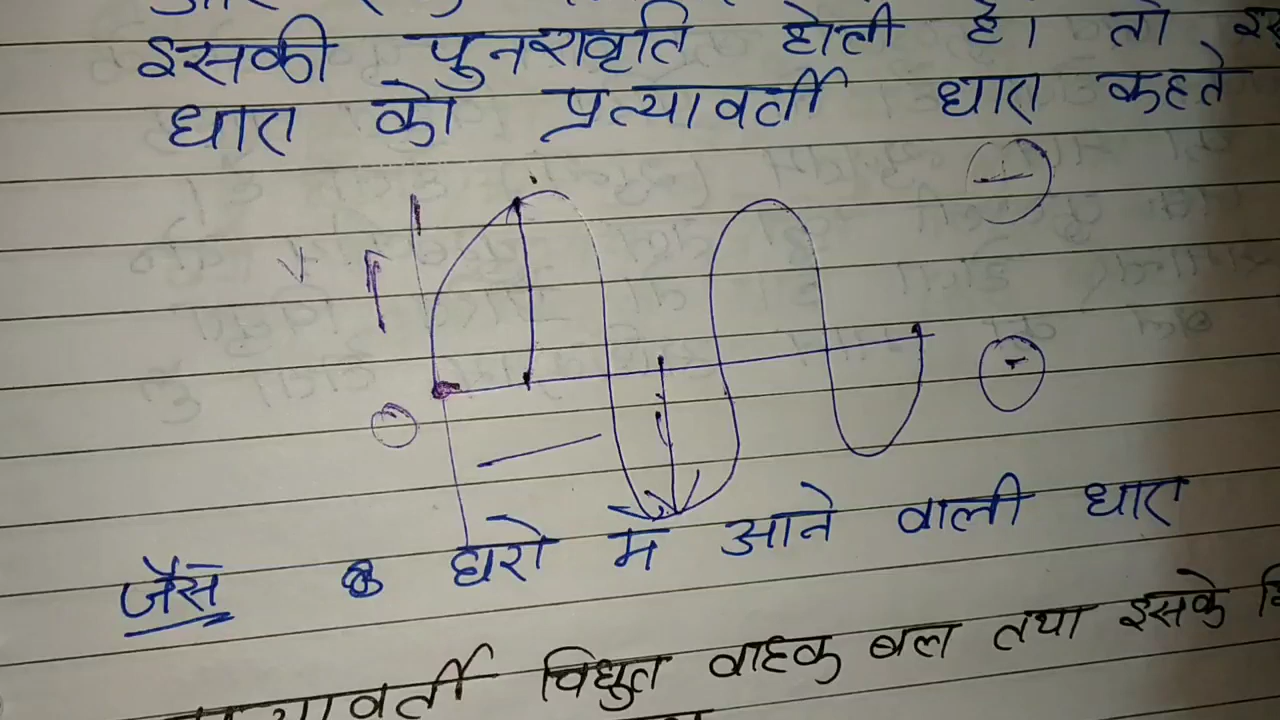 इसकी पुनरावृति होती है। तो
धारा को प्रत्यावर्ती धारा कहते
जैसे घरो मे आने वाली धारा
विधुत वाहक बल तथा इसके